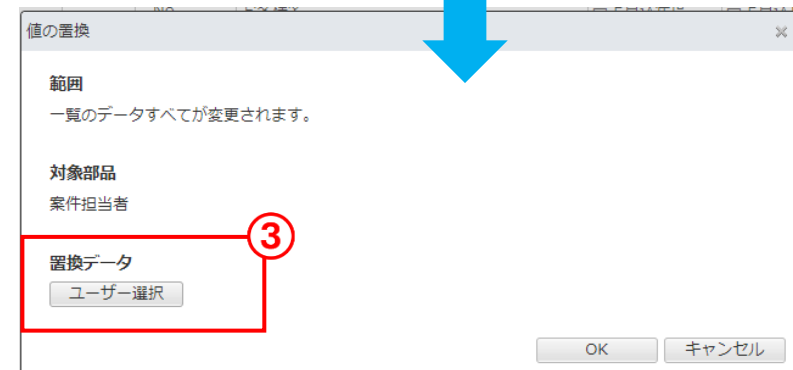 値の置換
範囲
一覧のデータすべてが変更されます。
対象部品
案件担当者
③
置換データ
ユーザー選択
OK
キャンセル